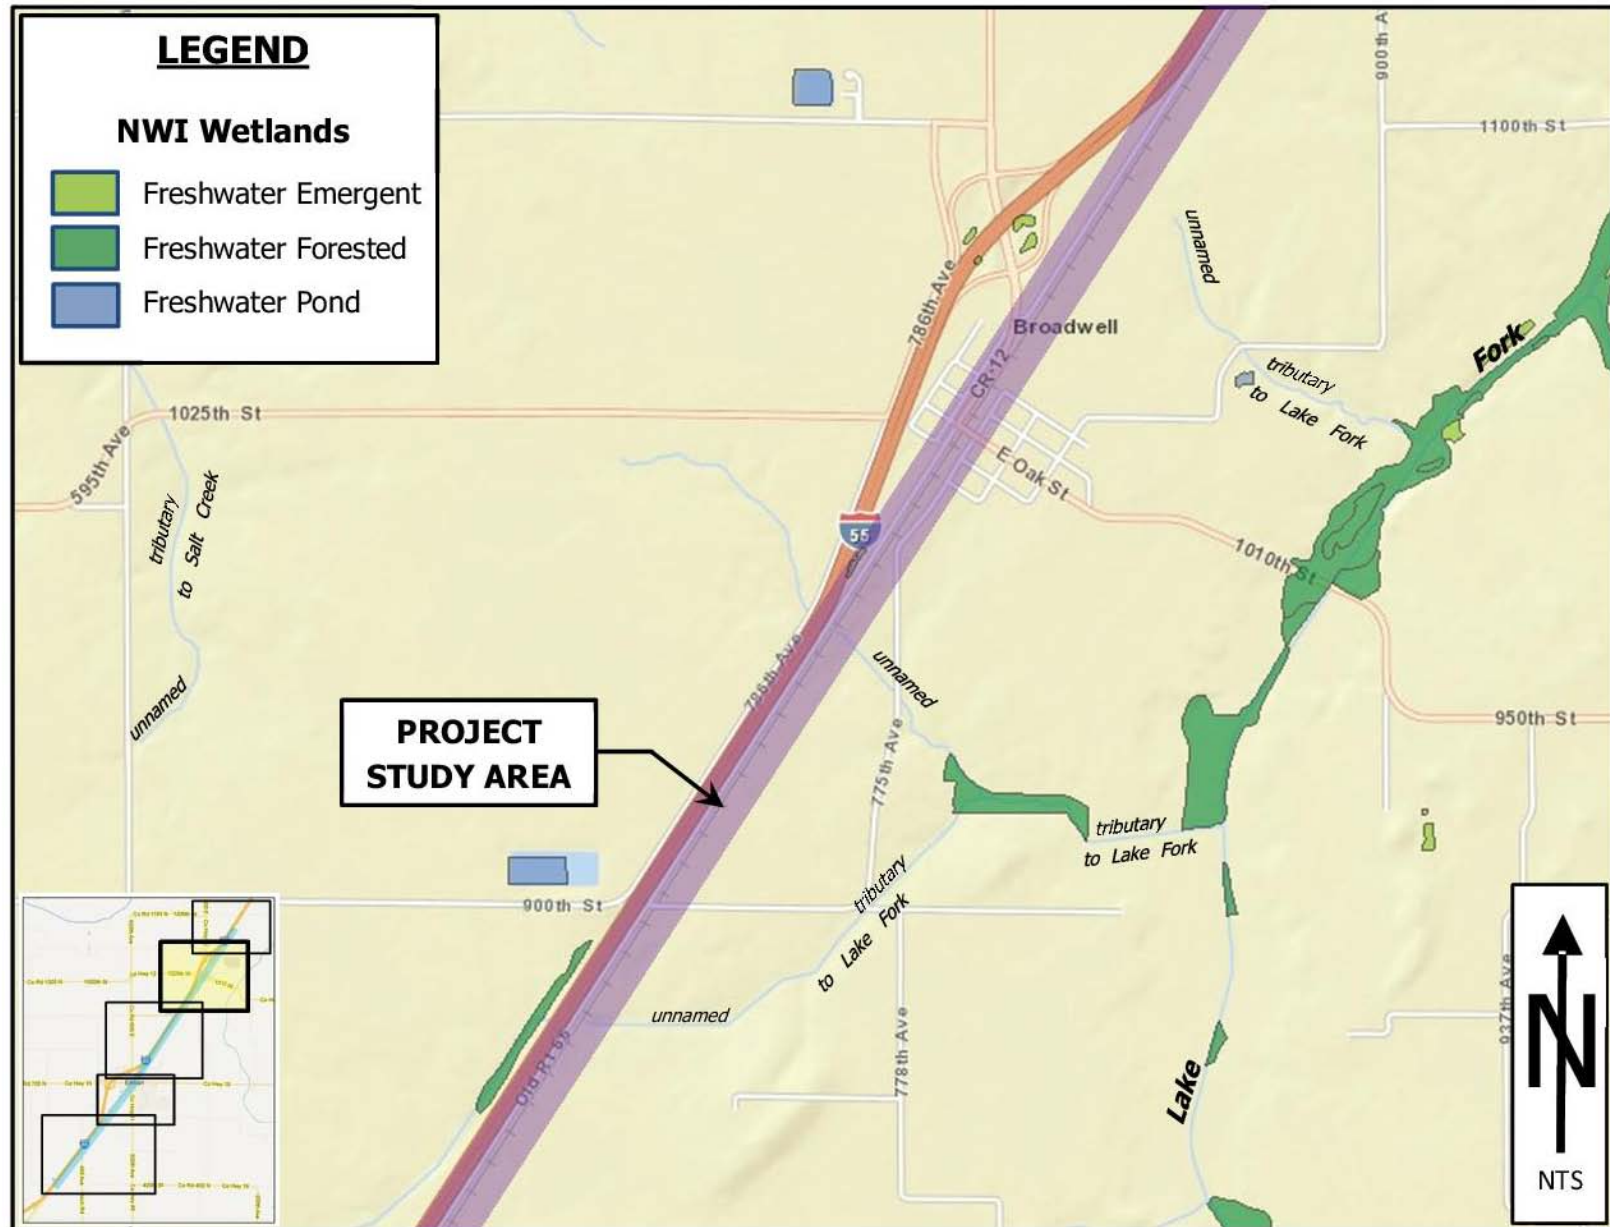 LEGEND
NWI Wetlands
Freshwater Emergent
Freshwater Forested
Freshwater Pond
900th A
1100th St
unnamed
786th Ave
Broadwell
Fork
CR-12
tributary
to Lake Fork
1025th St
595th Ave
E Oak St
tributary
to Salt Creek
55
1010th St
unnamed
786th Ave
unnamed
PROJECT
STUDY AREA
950th St
775th Ave
tributary
to Lake Fork
tributary
to Lake Fork
900th St
unnamed
Old R1 55
778th Ave
937th Ave
Lake
N
NTS